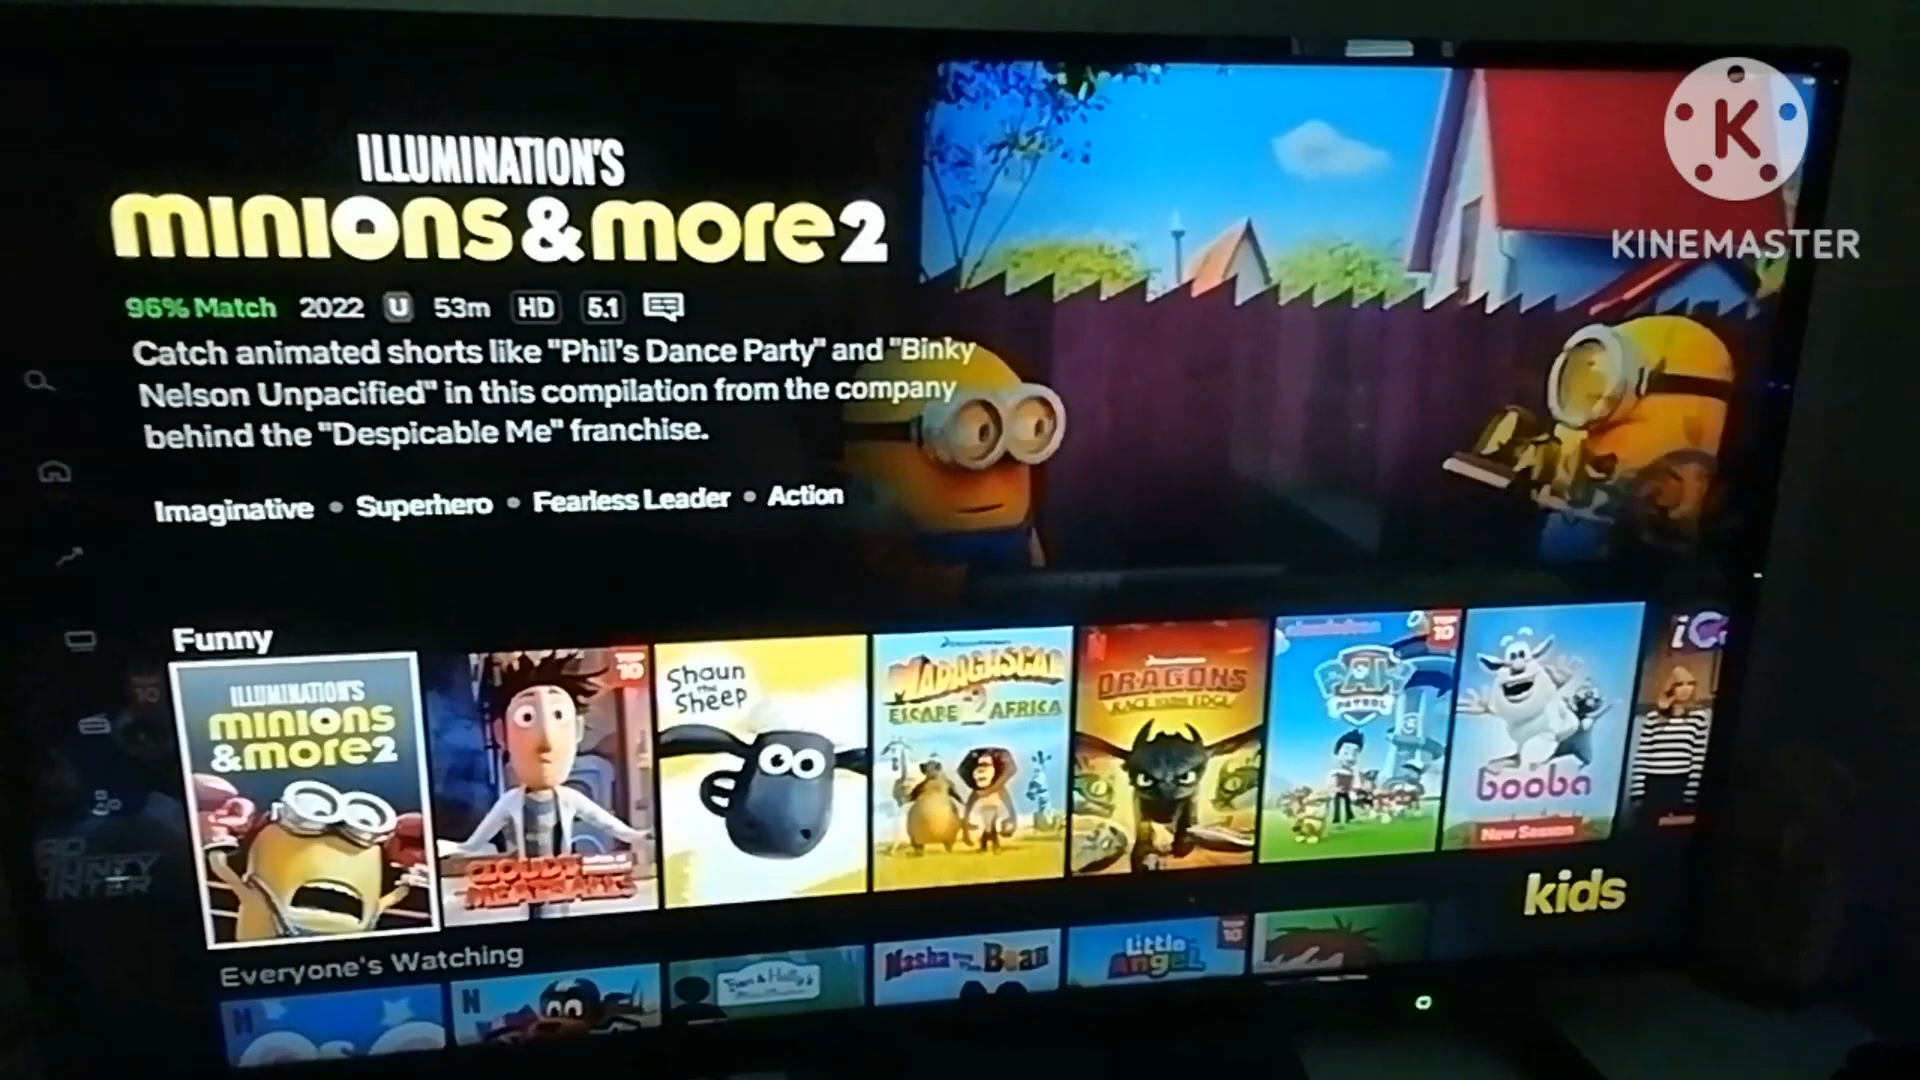 KINEMASTER
ILLUMINATION'S
minions & more 2
96% Match 2022 U 53m HD 5.1
Catch animated shorts like "Phil's Dance Party" and "Binky
Nelson Unpacified" in this compilation from the company
behind the "Despicable Me" franchise.
Imaginative • Superhero • Fearless Leader • Action
Funny
ILLUMINATION'S
minions
& more 2
TOP
10
CLOUDY
MEATBALLS
Shaun
the
Sheep
MADAGASCAR
ESCAPE 2 AFRICA
DRAGONS
nickelodeon
TOP
10
PAW
PATROL
booba
New Season
kids
Everyone's Watching
N
N
Masha and the Bear
Little
Angel
TOP
10